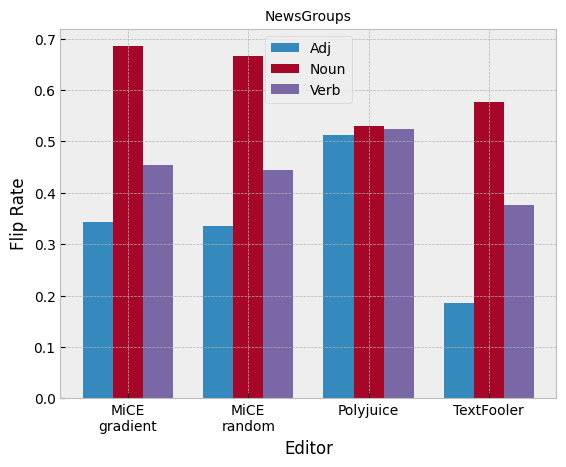 NewsGroups
Adj
Noun
Verb
Flip Rate
0.7
0.6
0.5
0.4
0.3
0.2
0.1
0.0
MiCE
gradient
MiCE
random
Polyjuice
TextFooler
Editor